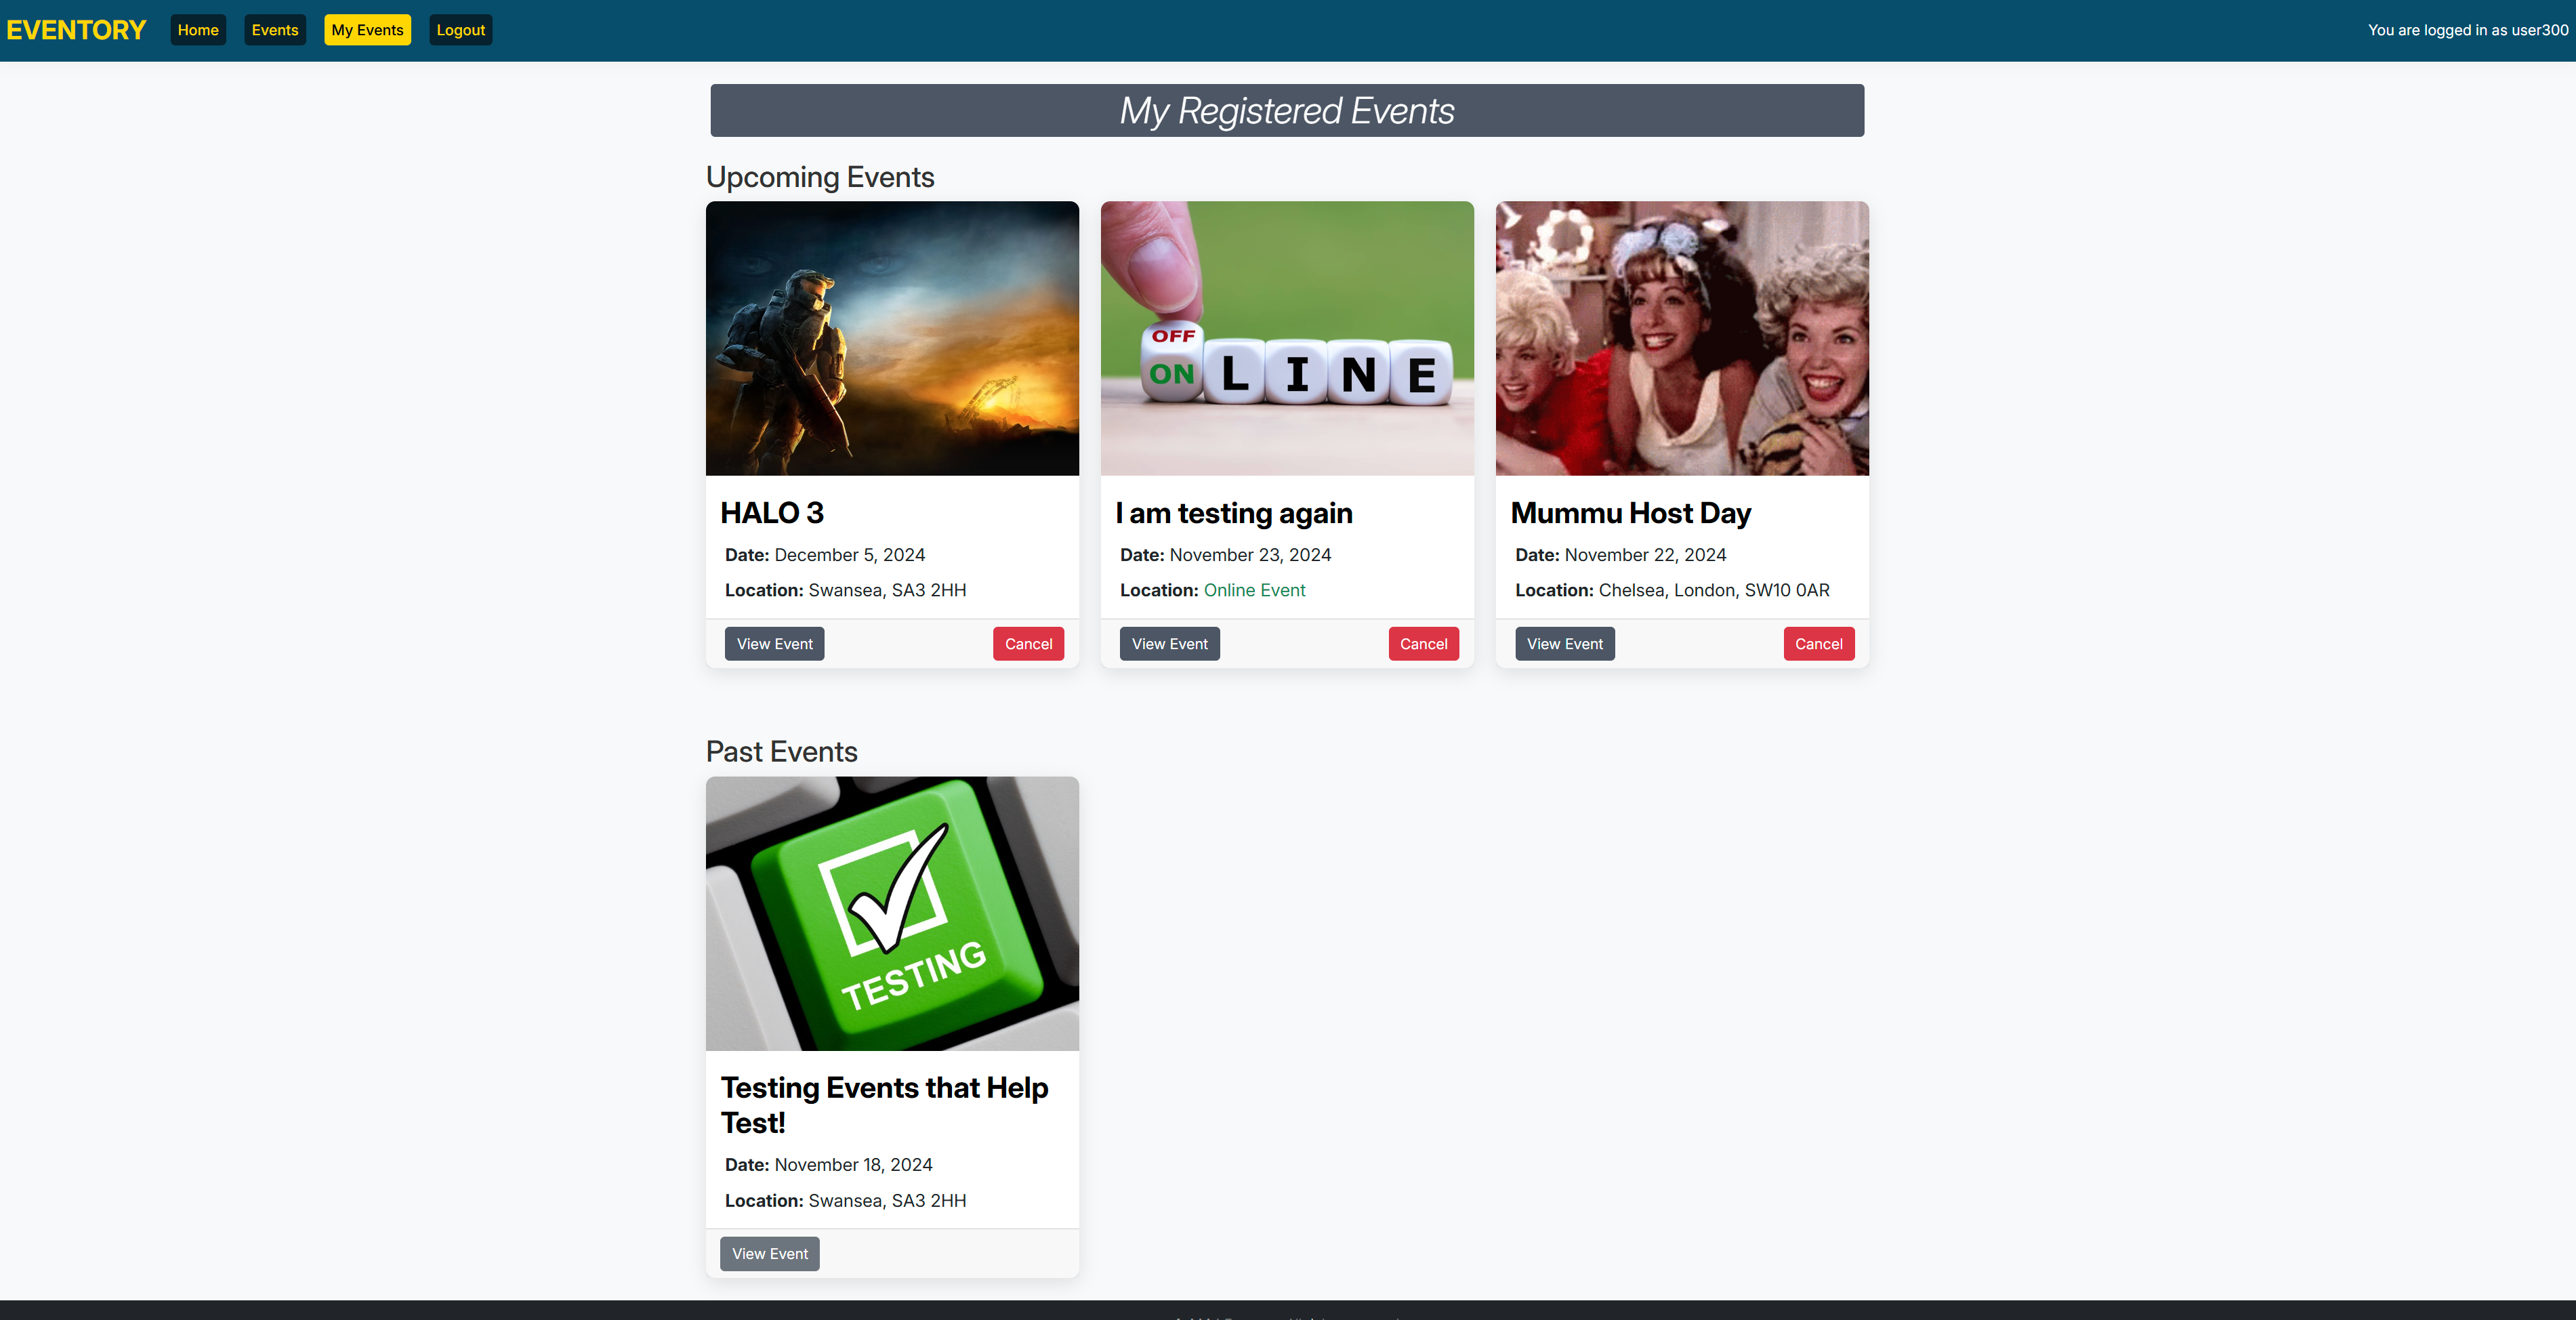 EVENTORY Home Events My Events Logout You are logged in as user300
My Registered Events
Upcoming Events
OFF
ON L I N E
HALO 3
Date: December 5, 2024
Location: Swansea, SA3 2HH
View Event Cancel
I am testing again
Date: November 23, 2024
Location: Online Event
View Event Cancel
Mummu Host Day
Date: November 22, 2024
Location: Chelsea, London, SW10 0AR
View Event Cancel
Past Events
TESTING
Testing Events that Help
Test!
Date: November 18, 2024
Location: Swansea, SA3 2HH
View Event